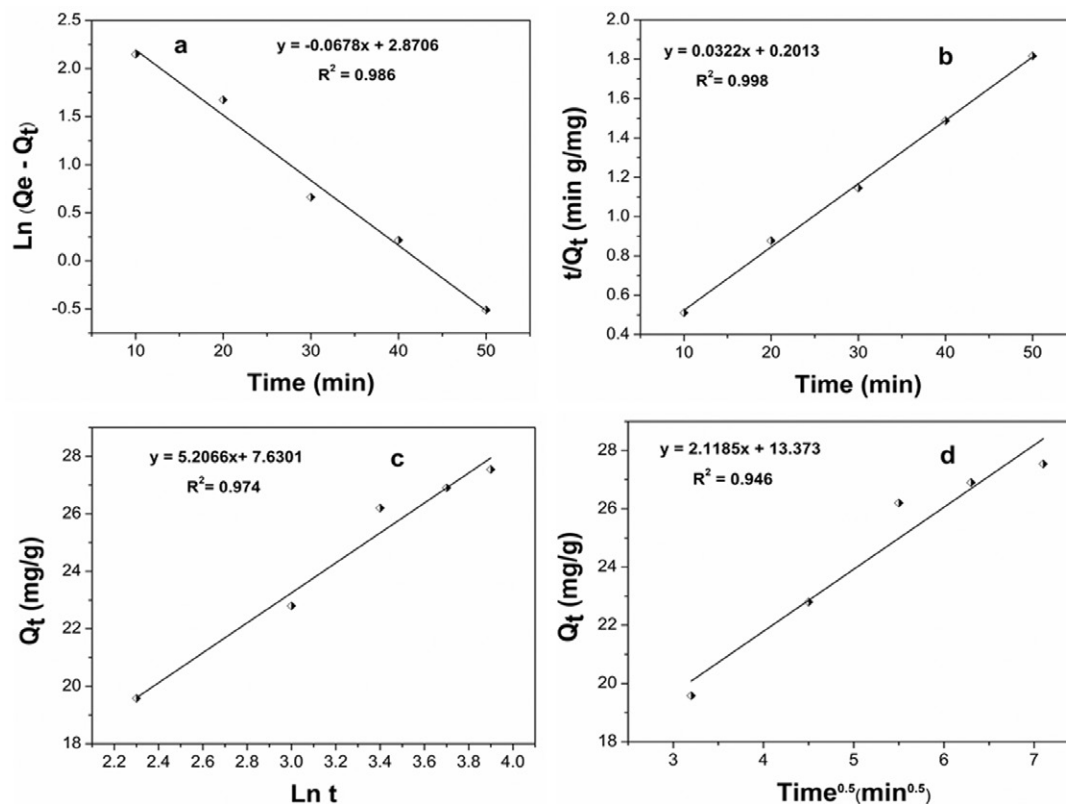 a
y = -0.0678x + 2.8706
R² = 0.986
2.5
2.0
1.5
1.0
0.5
0.0
-0.5
Ln (Qe - Qt)
10 20 30 40 50
Time (min)
b
y = 0.0322x + 0.2013
R² = 0.998
2.0
1.8
1.6
1.4
1.2
1.0
0.8
0.6
0.4
t/Qt (min g/mg)
10 20 30 40 50
Time (min)
c
y = 5.2066x+ 7.6301
R²= 0.974
28
26
24
22
20
18
Qt (mg/g)
2.2 2.4 2.6 2.8 3.0 3.2 3.4 3.6 3.8 4.0
Ln t
d
y = 2.1185x + 13.373
R² = 0.946
28
26
24
22
20
18
Qt (mg/g)
3 4 5 6 7
Time^0.5(min^0.5)